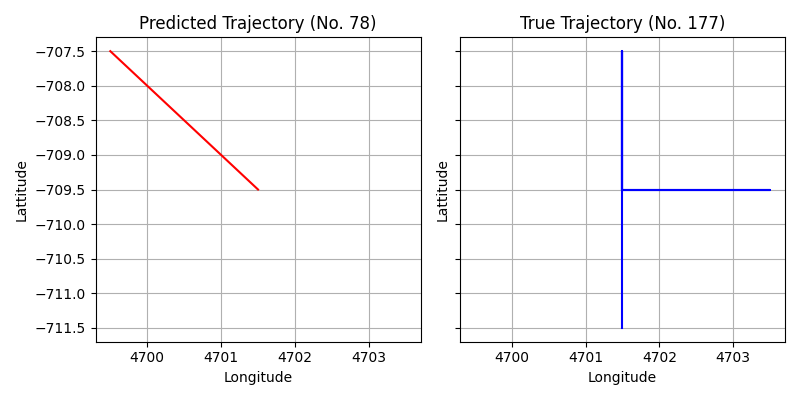 Predicted Trajectory (No. 78)
True Trajectory (No. 177)
−707.5
−708.0
−708.5
−709.0
−709.5
−710.0
−710.5
−711.0
−711.5
Lattitude
Lattitude
4700 4701 4702 4703
4700 4701 4702 4703
Longitude
Longitude